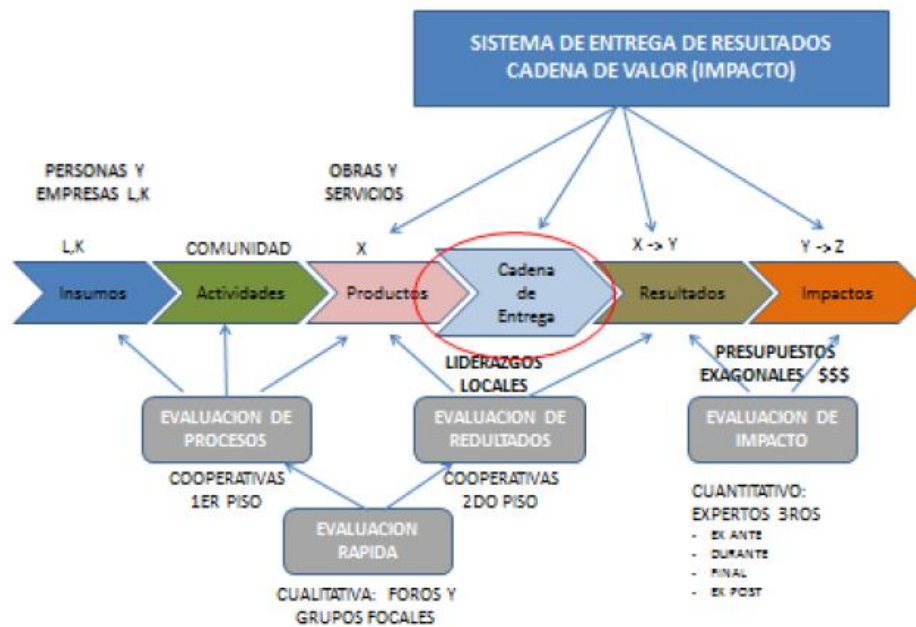 SISTEMA DE ENTREGA DE RESULTADOS
CADENA DE VALOR (IMPACTO)
PERSONAS Y
EMPRESAS L,K
OBRAS Y
SERVICIOS
L,K
COMUNIDAD
X
X -> Y
Y -> Z
Insumos
Actividades
Productos
Cadena
de
Entrega
Resultados
Impactos
LIDERAZGOS
LOCALES
PRESUPUESTOS
EXAGONALES $$$
EVALUACION DE
PROCESOS
EVALUACION DE
REDULTADOS
EVALUACION DE
IMPACTO
COOPERATIVAS
1ER PISO
COOPERATIVAS
2DO PISO
CUANTITATIVO:
EXPERTOS 3ROS
- EX ANTE
- DURANTE
- FINAL
- EX POST
EVALUACION
RAPIDA
CUALITATIVA: FOROS Y
GRUPOS FOCALES